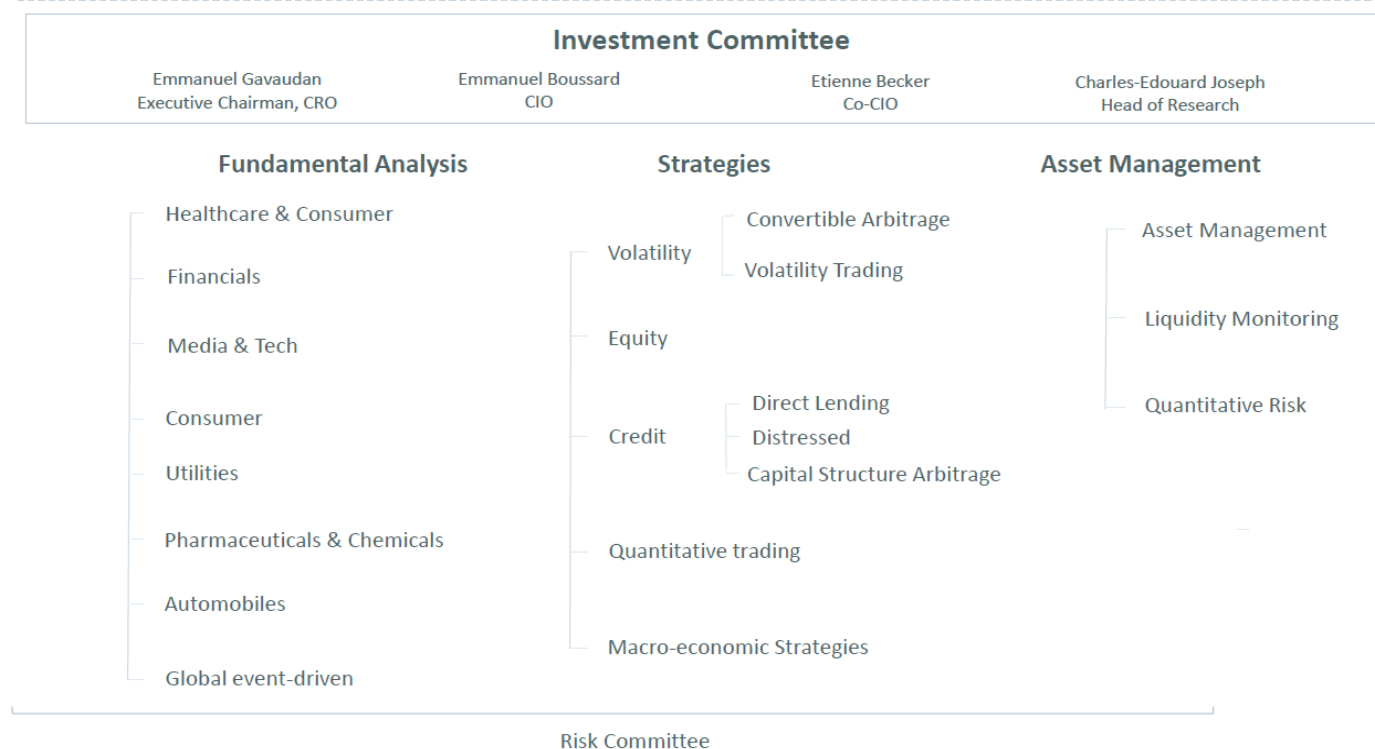 Investment Committee
Emmanuel Gavaudan
Executive Chairman, CRO
Emmanuel Boussard
CIO
Etienne Becker
Co-CIO
Charles-Edouard Joseph
Head of Research
Fundamental Analysis
Healthcare & Consumer
Financials
Media & Tech
Consumer
Utilities
Pharmaceuticals & Chemicals
Automobiles
Global event-driven
Strategies
Volatility
Convertible Arbitrage
Volatility Trading
Equity
Credit
Direct Lending
Distressed
Capital Structure Arbitrage
Quantitative trading
Macro-economic Strategies
Asset Management
Asset Management
Liquidity Monitoring
Quantitative Risk
Risk Committee